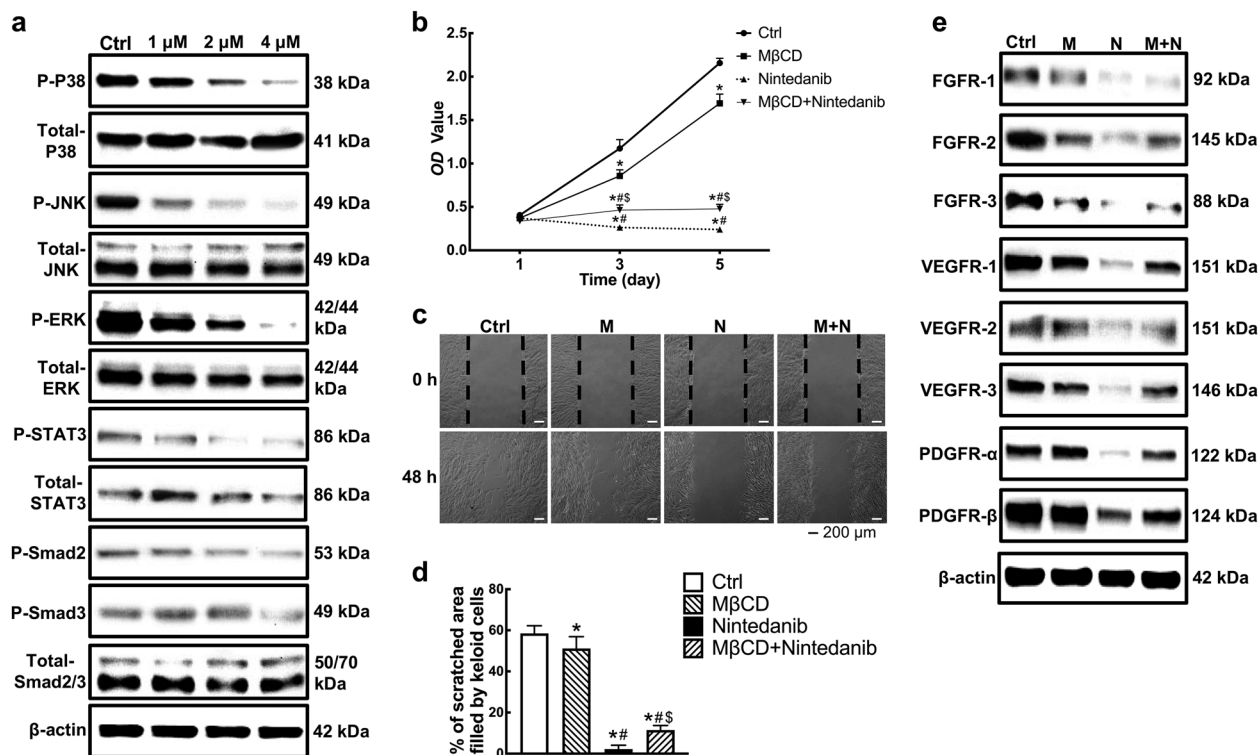 a
Ctrl 1 µM 2 µM 4 µM
P-P38 38 kDa
Total-
P38 41 kDa
P-JNK 49 kDa
Total-
JNK 49 kDa
P-ERK 42/44
kDa
Total-
ERK 42/44
kDa
P-STAT3 86 kDa
Total-
STAT3 86 kDa
P-Smad2 53 kDa
P-Smad3 49 kDa
Total-
Smad2/3 50/70
kDa
β-actin 42 kDa
b
OD Value
2.5
2.0
1.5
1.0
0.5
0.0
1 3 5
Time (day)
Ctrl
MβCD
Nintedanib
MβCD+Nintedanib
*
*
*#$
*#
*#$
*#
c
Ctrl M N M+N
0 h
48 h
200 µm
d
% of scratched area
filled by keloid cells
80
60
40
20
0
*
*#
*#$
Ctrl
MβCD
Nintedanib
MβCD+Nintedanib
e
Ctrl M N M+N
FGFR-1 92 kDa
FGFR-2 145 kDa
FGFR-3 88 kDa
VEGFR-1 151 kDa
VEGFR-2 151 kDa
VEGFR-3 146 kDa
PDGFR-α 122 kDa
PDGFR-β 124 kDa
β-actin 42 kDa